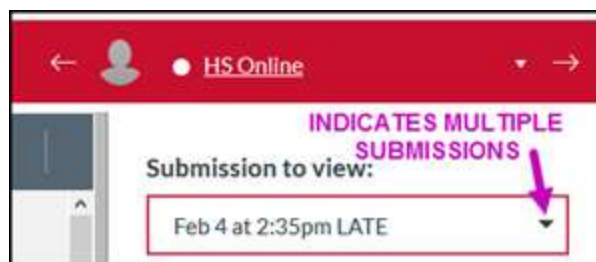 HS Online
INDICATES MULTIPLE
SUBMISSIONS
Submission to view:
Feb 4 at 2:35pm LATE